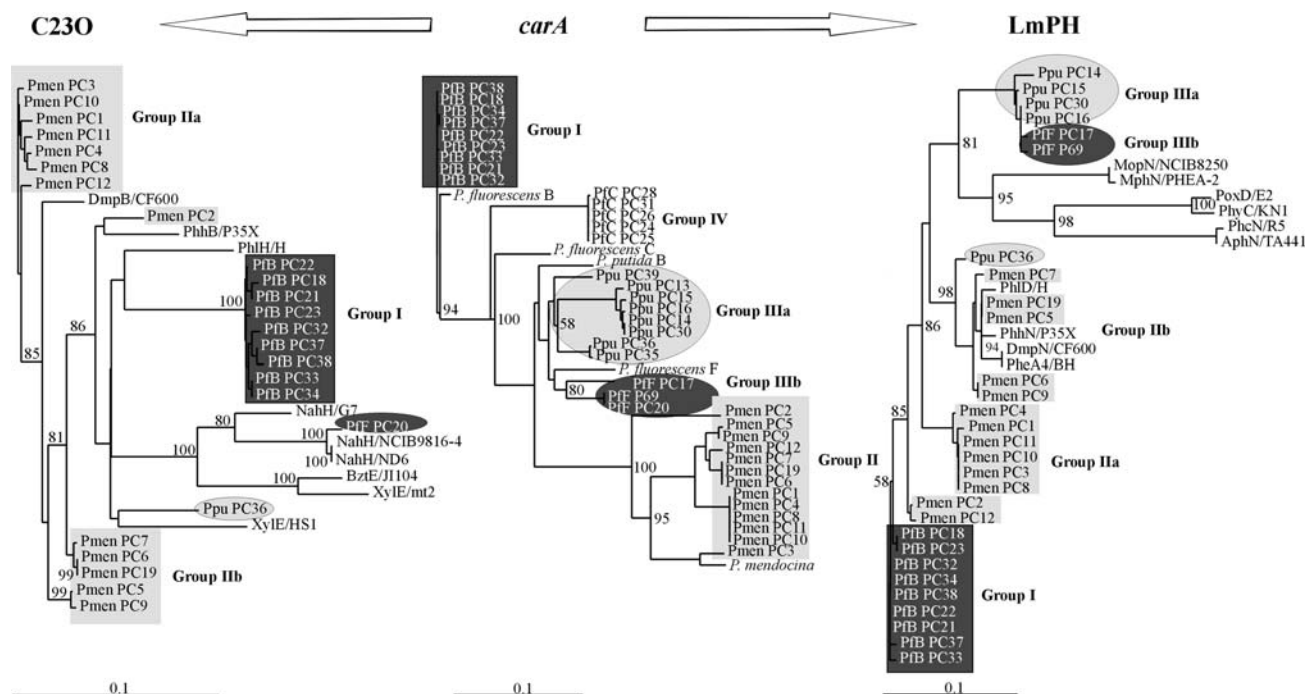 C23O
carA
LmPH
Pmen PC3
Pmen PC10
Pmen PC1
Pmen PC11
Pmen PC4
Pmen PC8
Pmen PC12
Group IIa
DmpB/CF600
Pmen PC2
PhhB/P35X
PhlH/H
PfB PC22
PfB PC18
PfB PC21
PfB PC23
PfB PC32
PfB PC37
PfB PC38
PfB PC33
PfB PC34
Group I
100
86
85
81
NahH/G7
80
PfF PC20
100
NahH/NCIB9816-4
100
NahH/ND6
100
BztE/JI104
100
XylE/mt2
Ppu PC36
XylE/HS1
Pmen PC7
Pmen PC6
99
Pmen PC19
Group IIb
99
Pmen PC5
Pmen PC9
0.1
PfB PC38
PfB PC18
PfB PC34
PfB PC37
PfB PC22
PfB PC23
PfB PC33
PfB PC21
PfB PC32
Group I
P. fluorescens B
PfC PC28
PfC PC31
PfC PC26
PfC PC24
PfC PC25
Group IV
P. fluorescens C
P. putida B
94
100
Ppu PC39
Ppu PC13
Ppu PC15
Ppu PC16
Ppu PC14
Ppu PC30
58
Group IIIa
Ppu PC36
Ppu PC35
P. fluorescens F
PfF PC17
80
PfF P69
PfF PC20
Group IIIb
Pmen PC2
Pmen PC5
Pmen PC9
Pmen PC12
Pmen PC7
Pmen PC19
Pmen PC6
Group II
100
Pmen PC1
Pmen PC4
Pmen PC8
Pmen PC11
Pmen PC10
95
Pmen PC3
P. mendocina
0.1
Ppu PC14
Ppu PC15
Ppu PC30
Ppu PC16
Group IIIa
PfF PC17
PfF P69
Group IIIb
81
MopN/NCIB8250
MphN/PHEA-2
95
PoxD/E2
100
PhyC/KN1
98
PhcN/R5
AphN/TA441
Ppu PC36
98
Pmen PC7
PhlD/H
Pmen PC19
Pmen PC5
Group IIb
86
PhhN/P35X
94
DmpN/CF600
PheA4/BH
Pmen PC6
Pmen PC9
85
Pmen PC4
Pmen PC1
Pmen PC11
Pmen PC10
Pmen PC3
Pmen PC8
Group IIa
58
Pmen PC2
Pmen PC12
PfB PC18
PfB PC23
PfB PC32
PfB PC34
PfB PC38
PfB PC22
PfB PC21
PfB PC37
PfB PC33
Group I
0.1